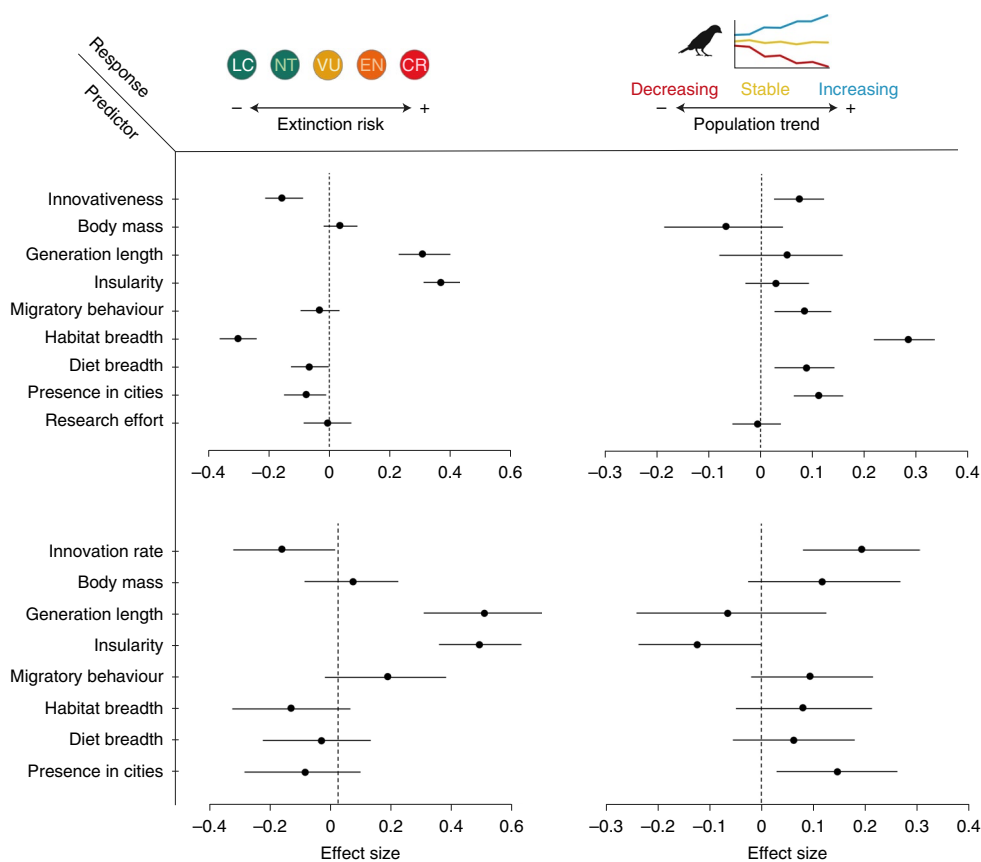 Response
Predictor
LC NT VU EN CR
– +
Extinction risk
Decreasing Stable Increasing
– +
Population trend
Innovativeness
Body mass
Generation length
Insularity
Migratory behaviour
Habitat breadth
Diet breadth
Presence in cities
Research effort
–0.4 –0.2 0 0.2 0.4 0.6
–0.3 –0.2 –0.1 0 0.1 0.2 0.3 0.4
Innovation rate
Body mass
Generation length
Insularity
Migratory behaviour
Habitat breadth
Diet breadth
Presence in cities
–0.4 –0.2 0 0.2 0.4 0.6
Effect size
–0.3 –0.2 –0.1 0 0.1 0.2 0.3 0.4
Effect size